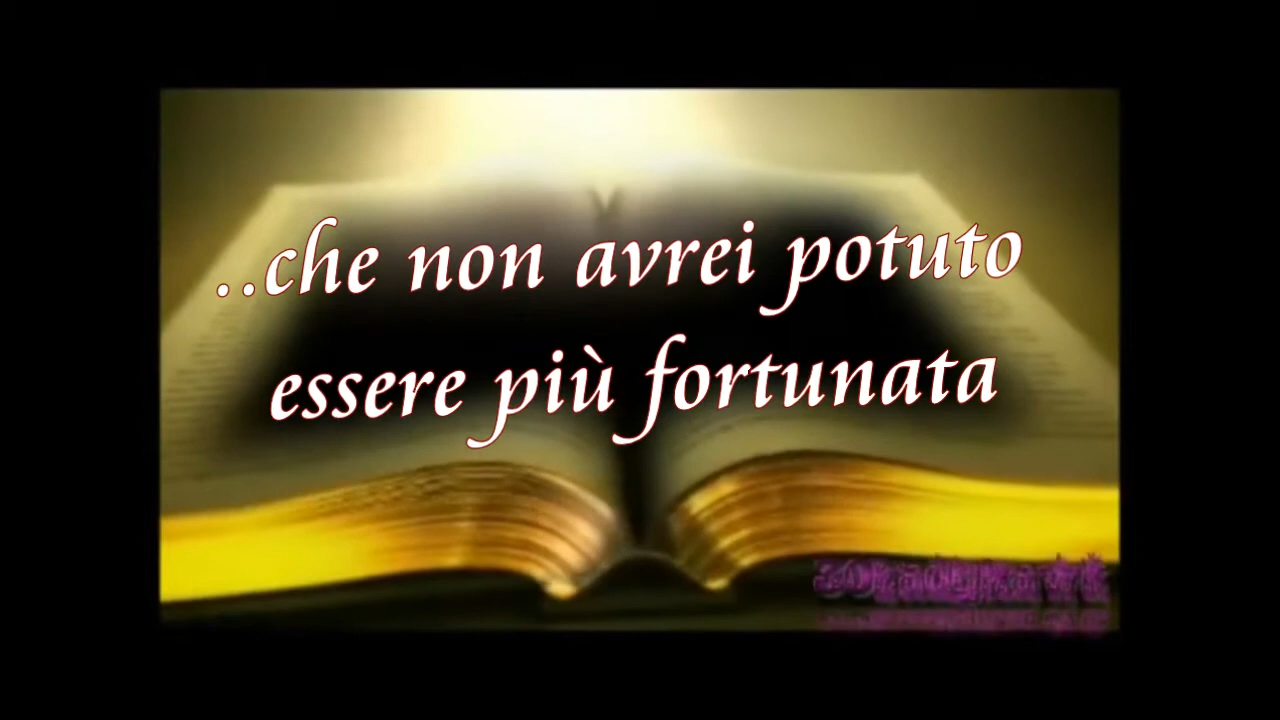 ..che non avrei potuto
essere più fortunata